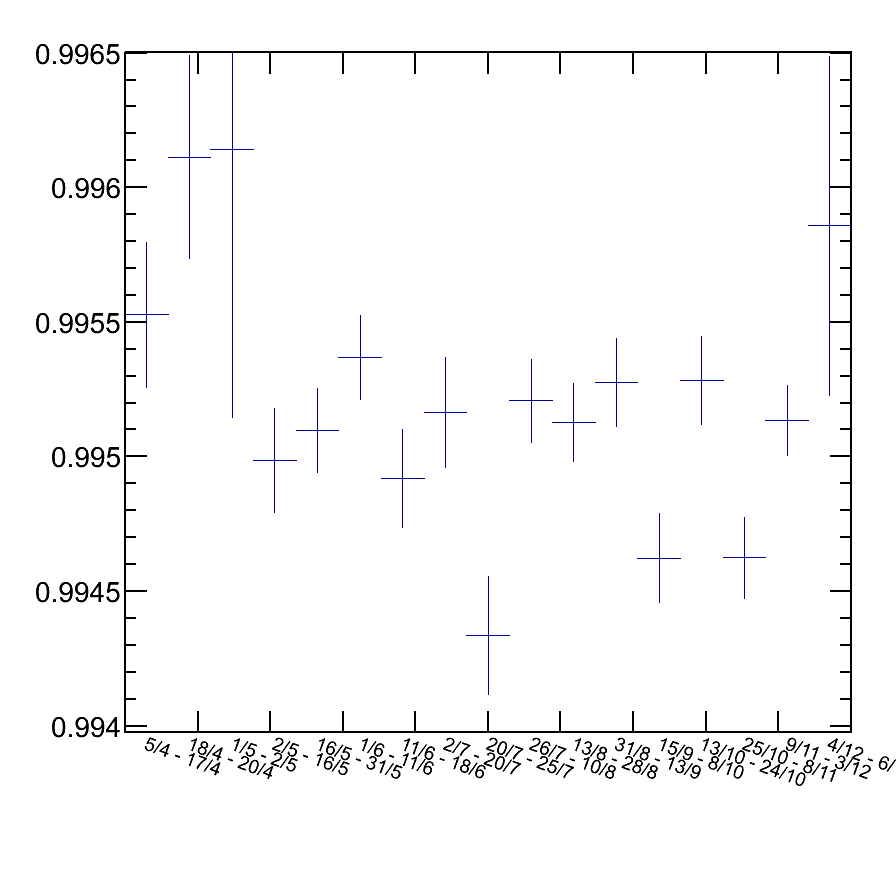 0.9965
0.996
0.9955
0.995
0.9945
0.994
5/4 - 17/4
18/4 - 20/4
1/5 - 2/5
2/5 - 16/5
16/5 - 31/5
1/6 - 11/6
11/6 - 18/6
2/7 - 20/7
20/7 - 25/7
26/7 - 10/8
13/8 - 28/8
31/8 - 13/9
15/9 - 8/10
13/10 - 24/10
25/10 - 8/11
9/11 - 3/12
4/12 - 6/